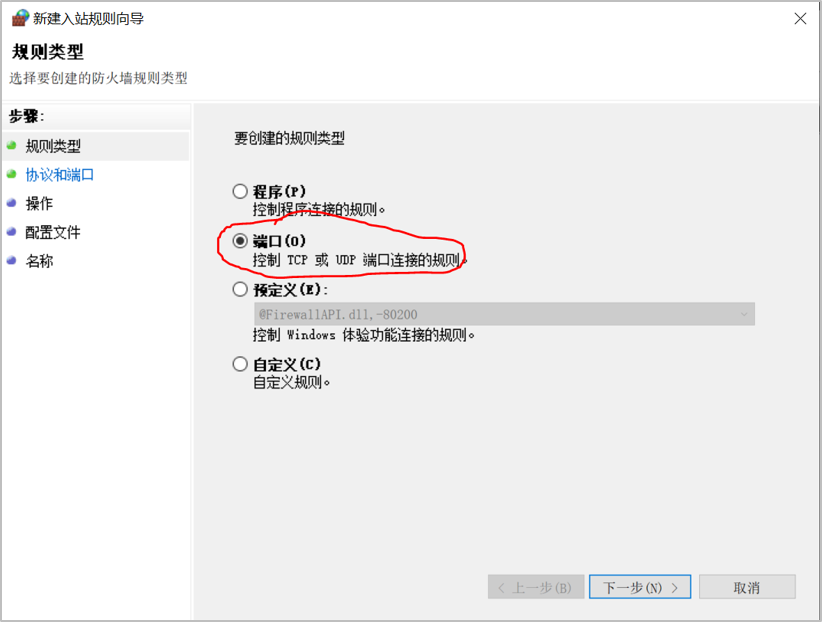 新建入站规则向导
规则类型
选择要创建的防火墙规则类型
步骤:
规则类型
协议和端口
操作
配置文件
名称
要创建的规则类型
程序(P)
控制程序连接的规则。
端口(O)
控制 TCP 或 UDP 端口连接的规则。
预定义(E):
@FirewallAPI.dll,-80200
控制 Windows 体验功能连接的规则。
自定义(C)
自定义规则。
< 上一步(B)
下一步(N) >
取消